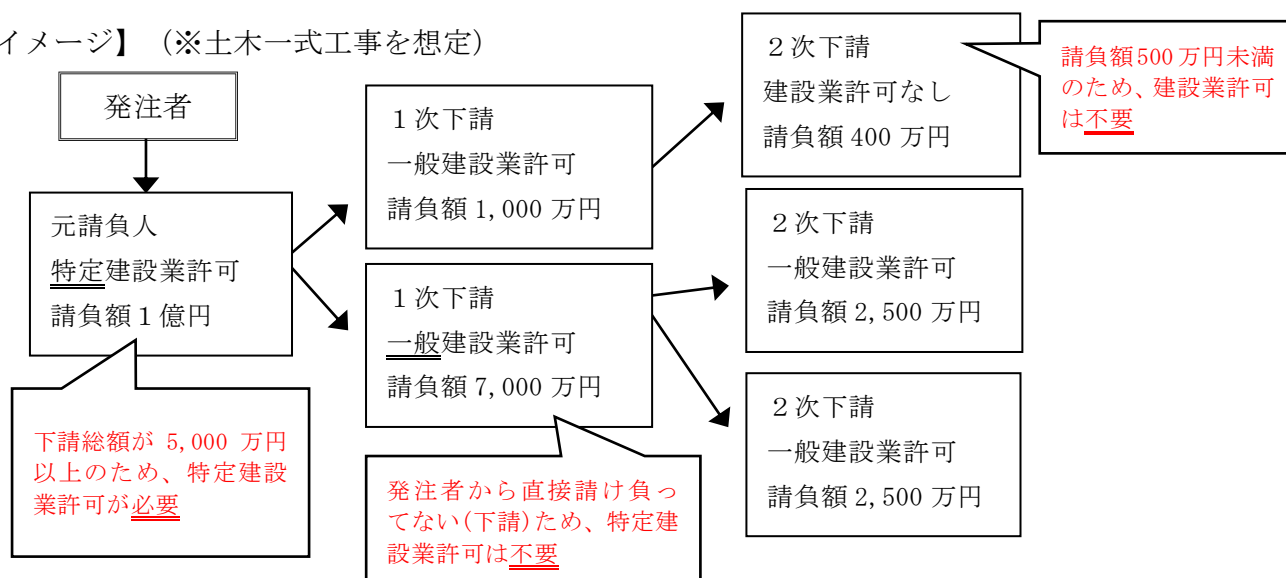 イメージ】（※土木一式工事を想定）
発注者
元請負人
特定建設業許可
請負額１億円
下請総額が 5,000 万円
以上のため、特定建設
業許可が必要
１次下請
一般建設業許可
請負額 1,000 万円
１次下請
一般建設業許可
請負額 7,000 万円
発注者から直接請け負っ
てない(下請)ため、特定建
設業許可は不要
２次下請
建設業許可なし
請負額 400 万円
請負額500万円未満
のため、建設業許可
は不要
２次下請
一般建設業許可
請負額 2,500 万円
２次下請
一般建設業許可
請負額 2,500 万円